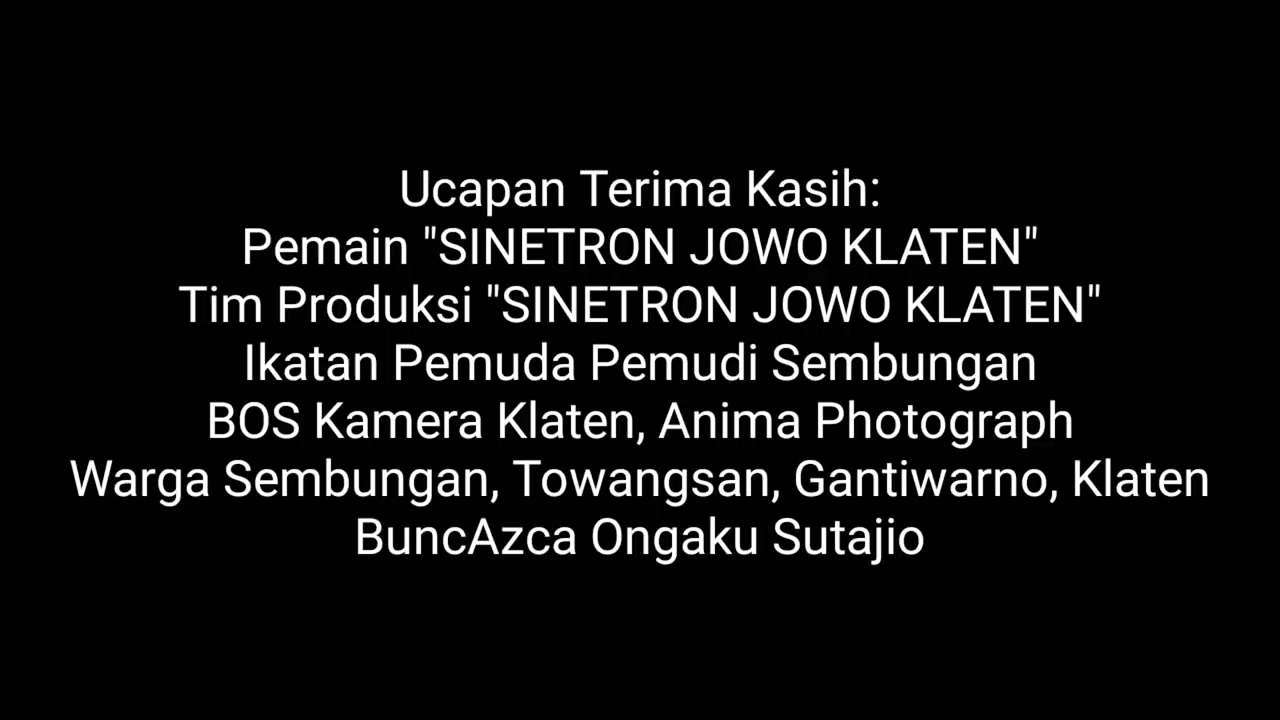 Ucapan Terima Kasih:
Pemain "SINETRON JOWO KLATEN"
Tim Produksi "SINETRON JOWO KLATEN"
Ikatan Pemuda Pemudi Sembungan
BOS Kamera Klaten, Anima Photograph
Warga Sembungan, Towangsan, Gantiwarno, Klaten
BuncAzca Ongaku Sutajio